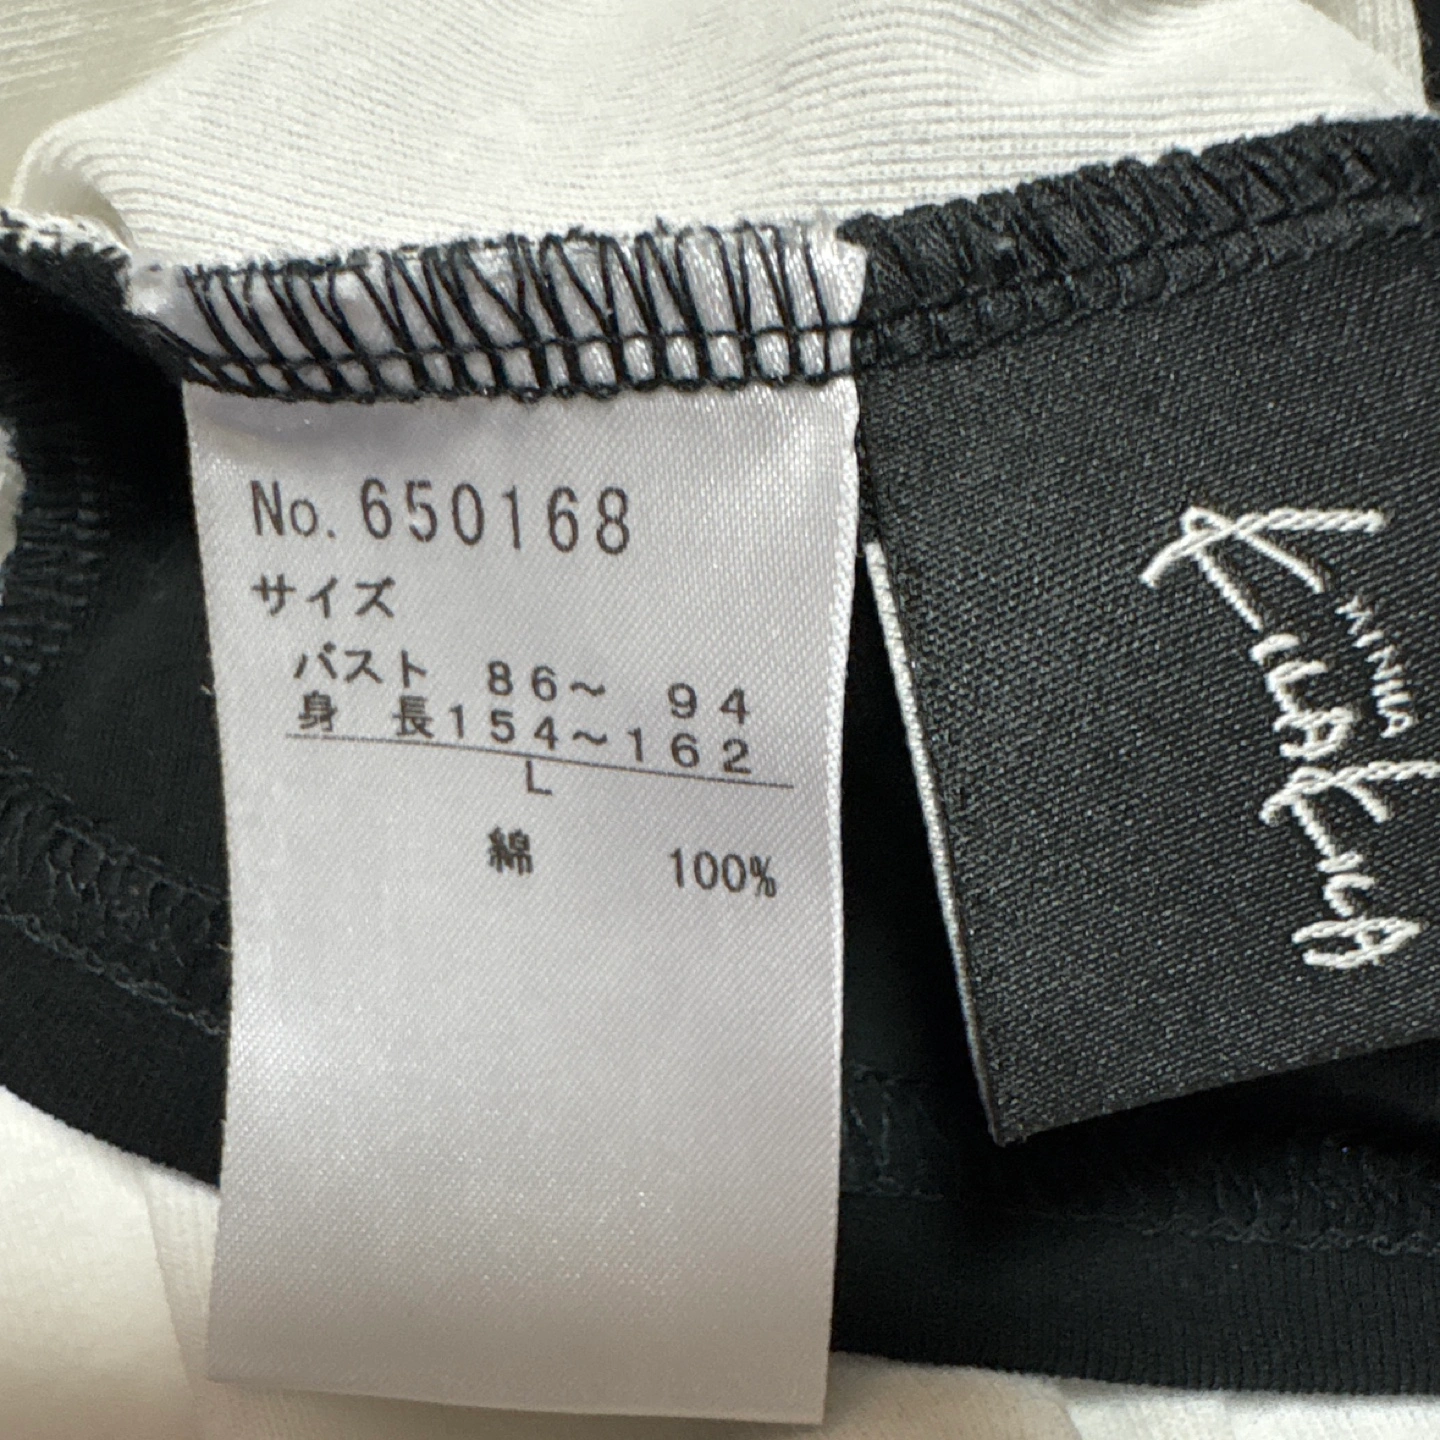 No. 650168
サイズ
バスト 86～ 94
身 長154～162
L
綿 100%